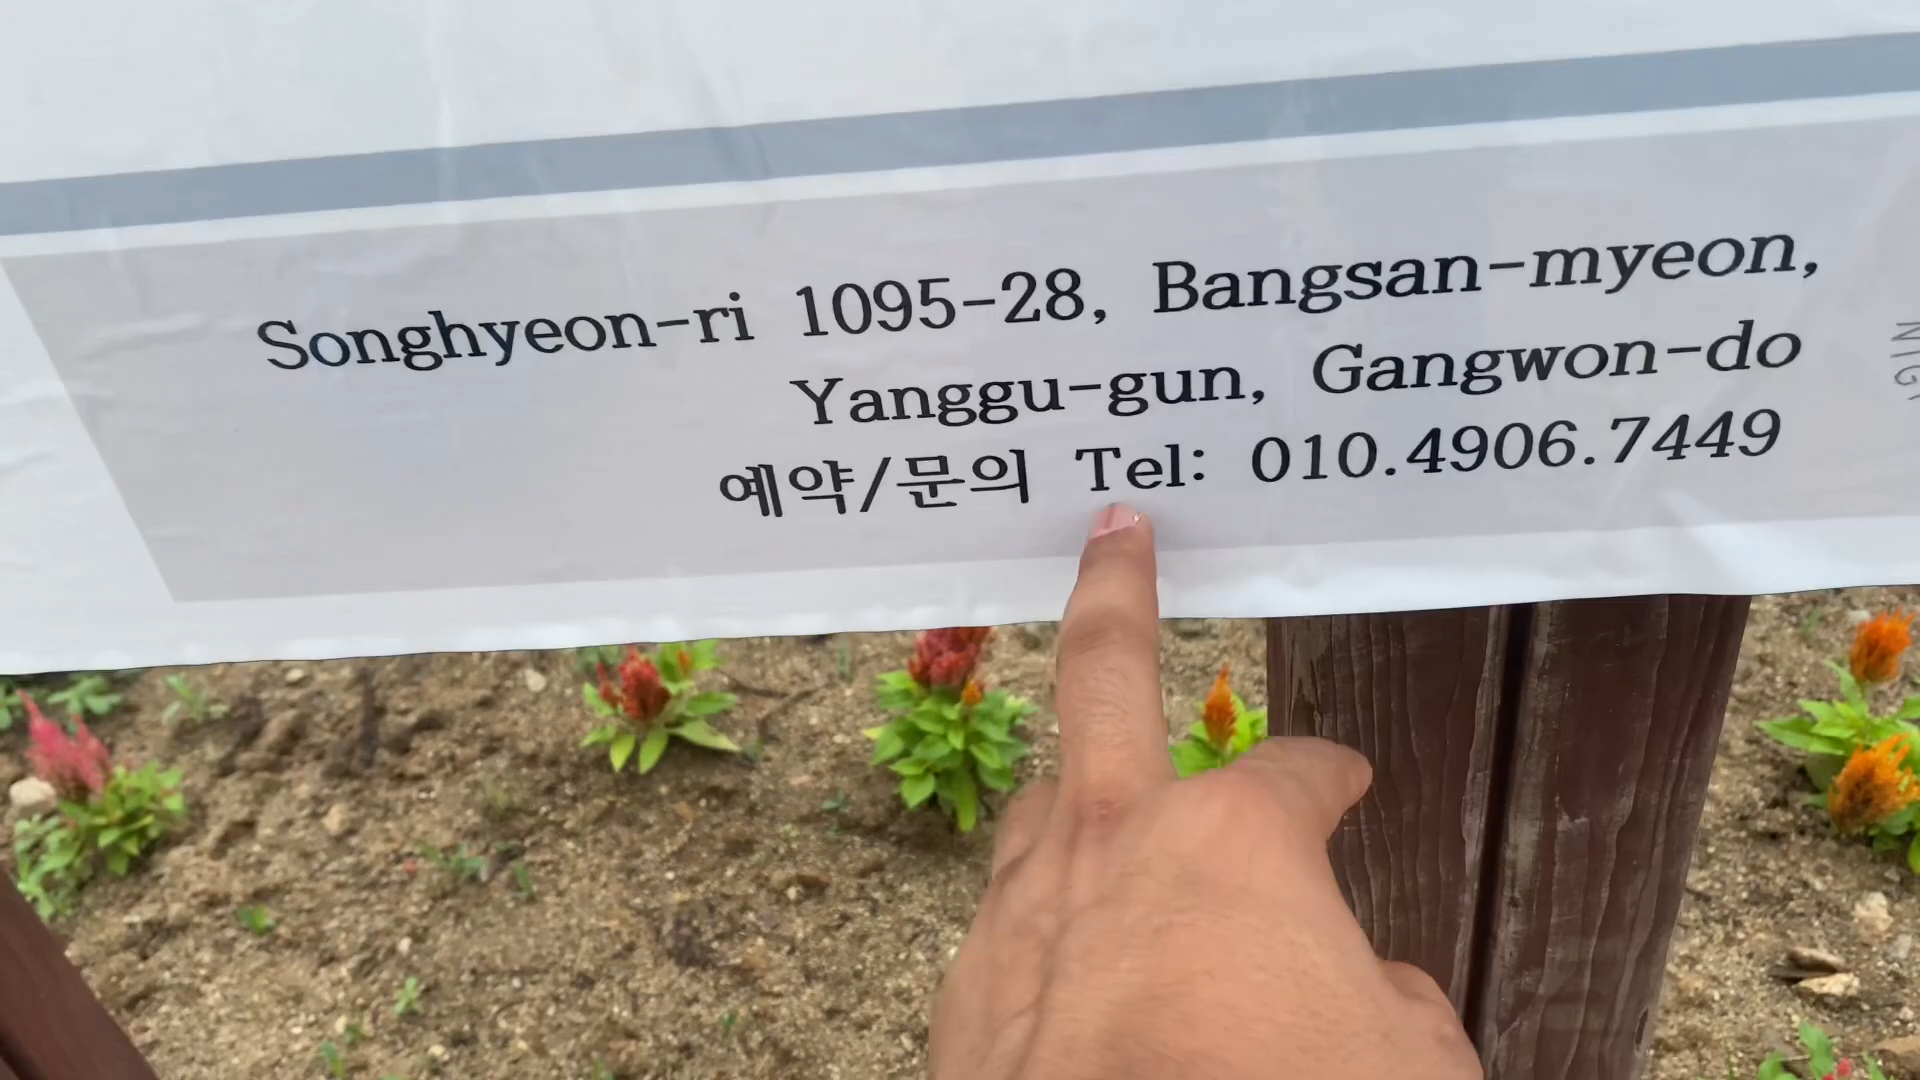 Songhyeon-ri 1095-28, Bangsan-myeon,
Yanggu-gun, Gangwon-do
예약/문의 Tel: 010.4906.7449